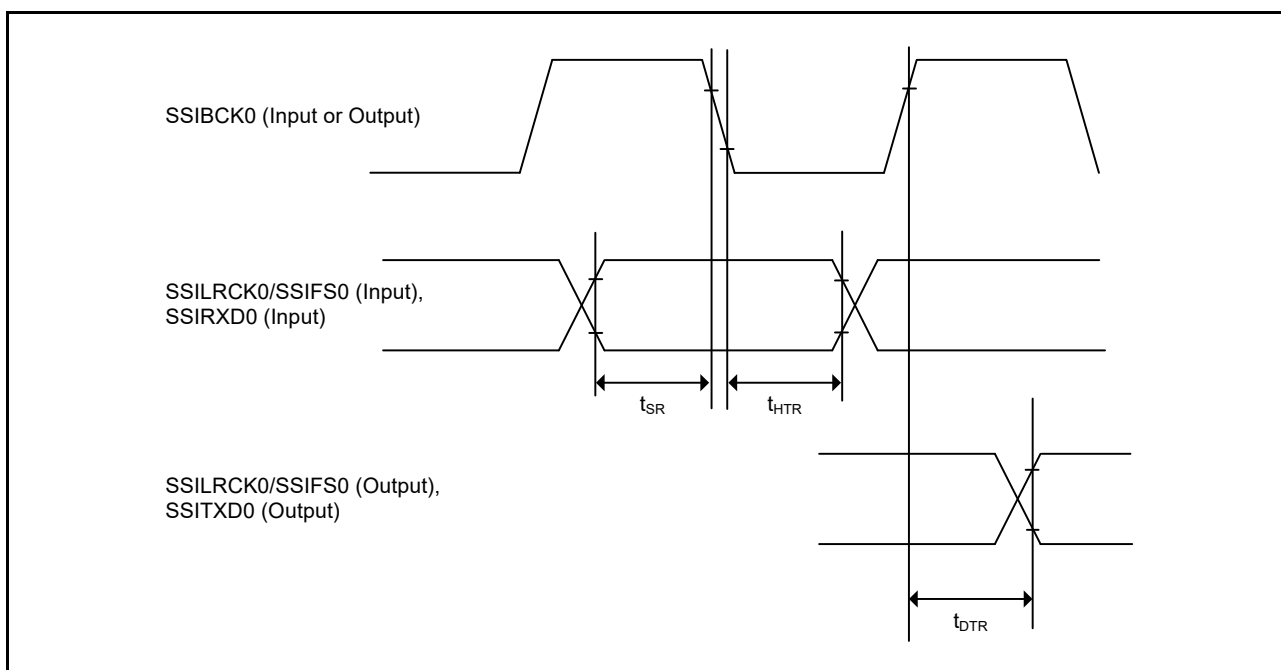 SSIBCK0 (Input or Output)
SSILRCK0/SSIFS0 (Input),
SSIRXD0 (Input)
tSR
tHTR
SSILRCK0/SSIFS0 (Output),
SSITXD0 (Output)
tDTR